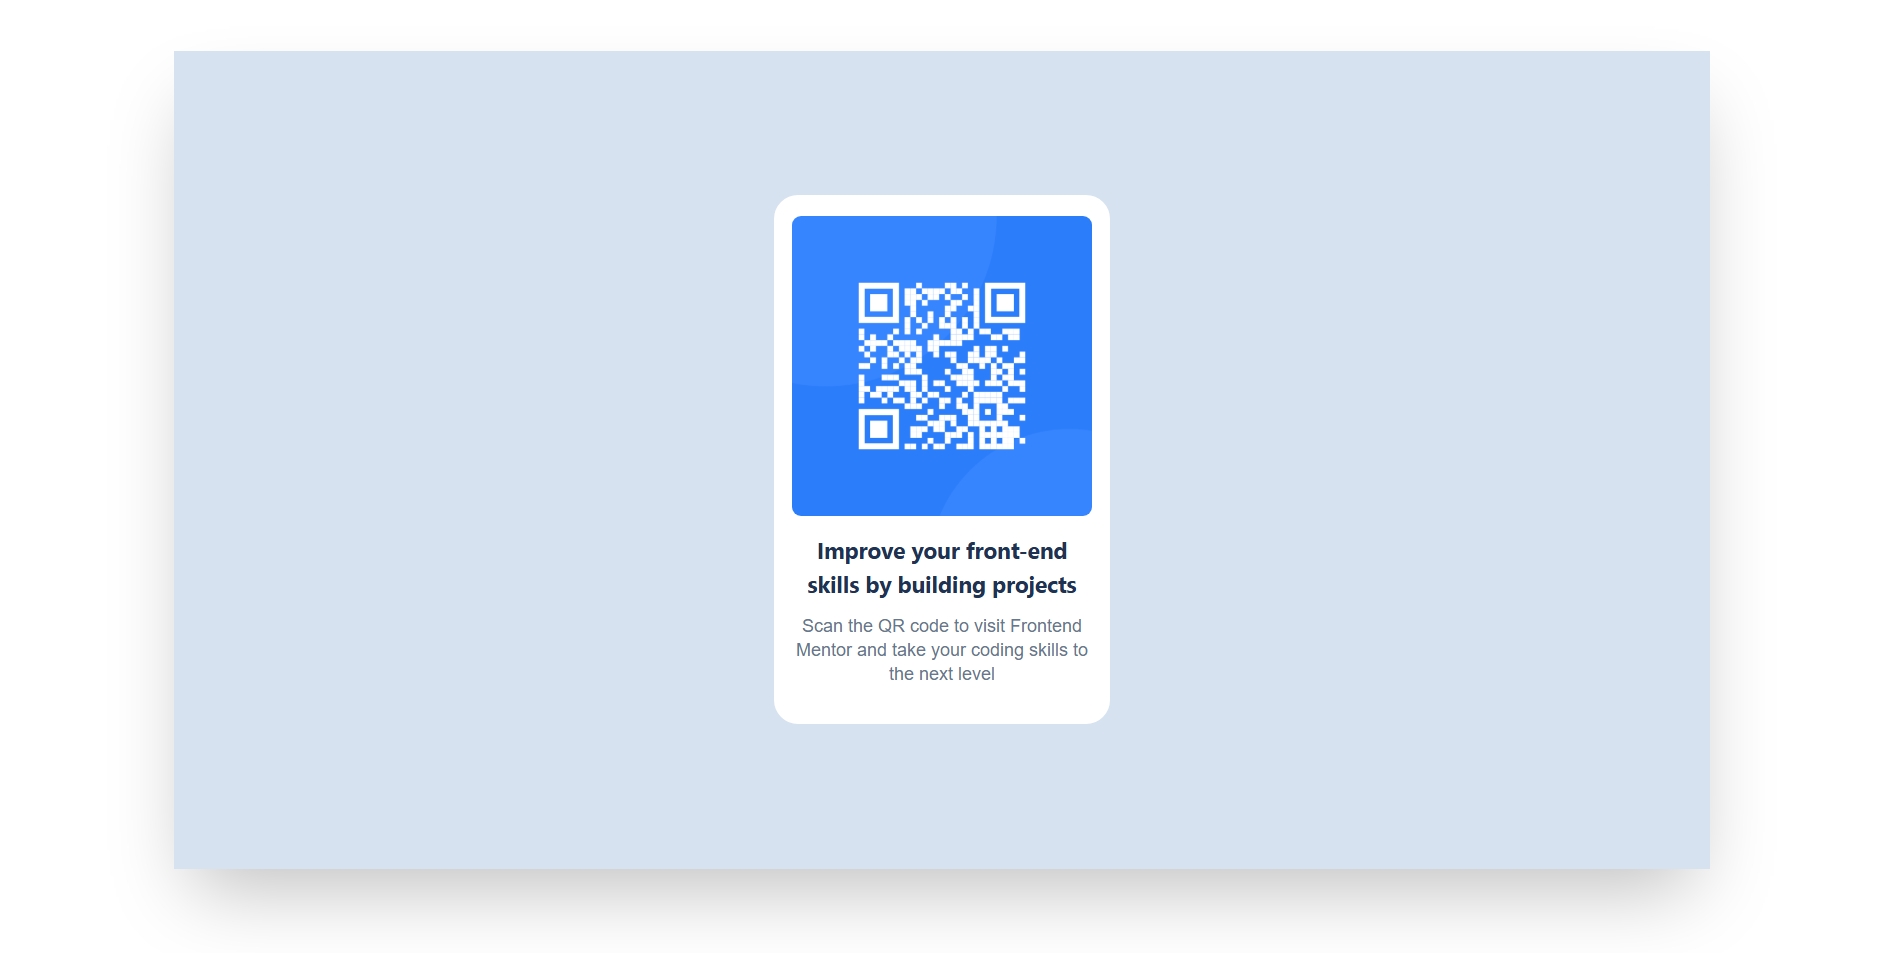 Improve your front-end
skills by building projects
Scan the QR code to visit Frontend
Mentor and take your coding skills to
the next level